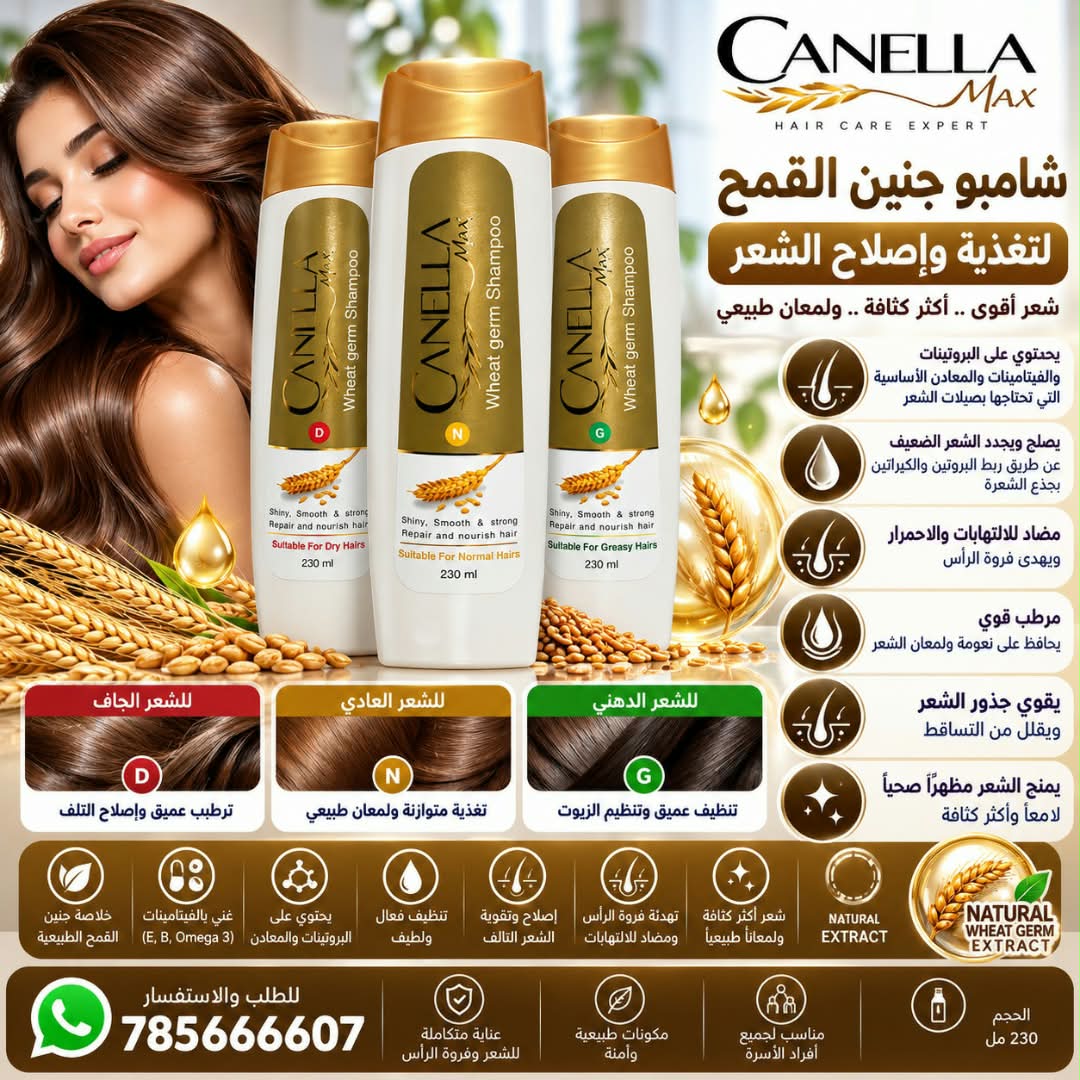 CANELLA
Max
HAIR CARE EXPERT
شامبو جنين القمح
لتغذية وإصلاح الشعر
شعر أقوى .. أكثر كثافة .. ولمعان طبيعي
يحتوي على البروتينات
والفيتامينات والمعادن الأساسية
التي تحتاجها بصيلات الشعر
يصلح ويجدد الشعر الضعيف
عن طريق ربط البروتين والكيراتين
بجذع الشعرة
مضاد للالتهابات والاحمرار
ويهدئ فروة الرأس
مرطب قوي
يحافظ على نعومة ولمعان الشعر
يقوي جذور الشعر
ويقلل من التساقط
يمنح الشعر مظهرًا صحياً
لامعاً وأكثر كثافة
CANELLA
Max
Wheat germ Shampoo
D
Shiny, Smooth & strong
Repair and nourish hair
Suitable For Dry Hairs
230 ml
CANELLA
Max
Wheat germ Shampoo
N
Shiny, Smooth & strong
Repair and nourish hair
Suitable For Normal Hairs
230 ml
CANELLA
Max
Wheat germ Shampoo
G
Shiny, Smooth & strong
Repair and nourish hair
Suitable For Greasy Hairs
230 ml
للشعر الدهني
G
تنظيف عميق وتنظيم الزيوت
للشعر العادي
N
تغذية متوازنة ولمعان طبيعي
للشعر الجاف
D
ترطبب عميق وإصلاح التلف
NATURAL
WHEAT GERM
EXTRACT
NATURAL
EXTRACT
شعر أكثر كثافة
ولمعاناً طبيعياً
تهدئة فروة الرأس
ومضاد للالتهابات
إصلاح وتقوية
الشعر التالف
تنظيف فعال
ولطيف
يحتوي على
البروتينات والمعادن
غني بالفيتامينات
(E, B, Omega 3)
خلاصة جنين
القمح الطبيعية
الحجم
230 مل
مناسب لجميع
أفراد الأسرة
مكونات طبيعية
وأمنة
عناية متكاملة
للشعر وفروة الرأس
للطلب والاستفسار
785666607